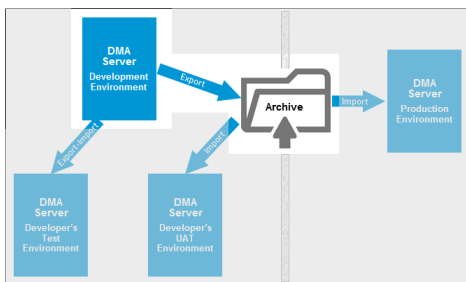 DMA
Server
Development
Environment
Export
Archive
Import
DMA
Server
Production
Environment
Export-Import
Import
DMA
Server
Developer's
Test
Environment
DMA
Server
Developer's
UAT
Environment